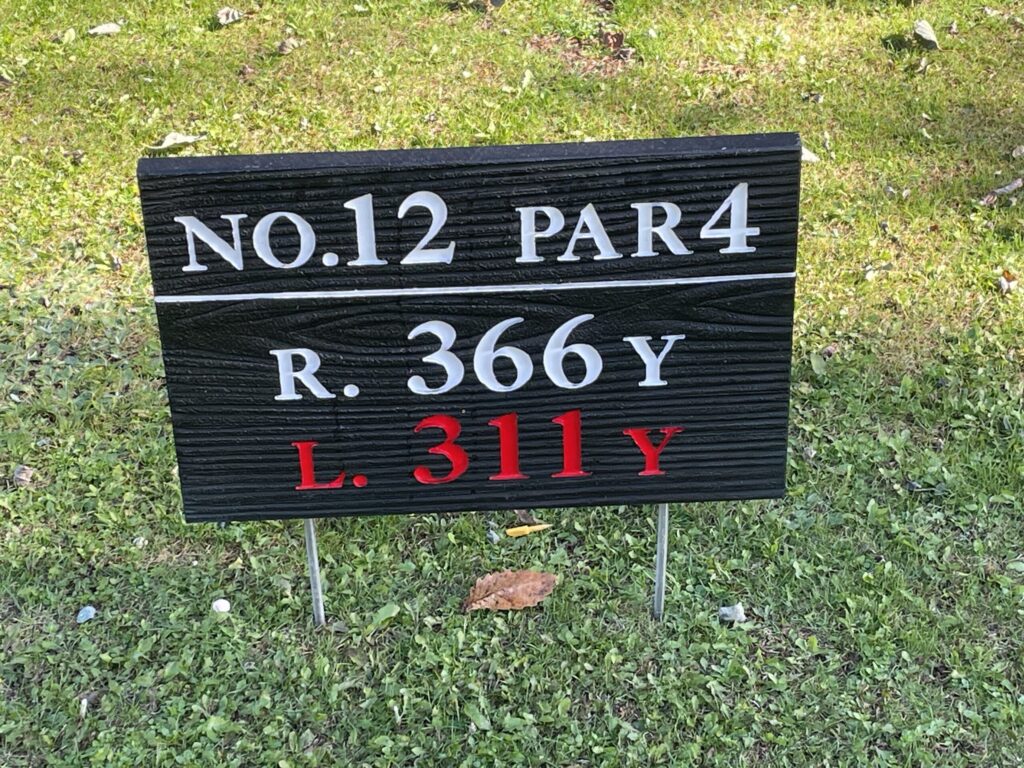 NO.12 PAR4
R. 366 Y
L. 311 Y